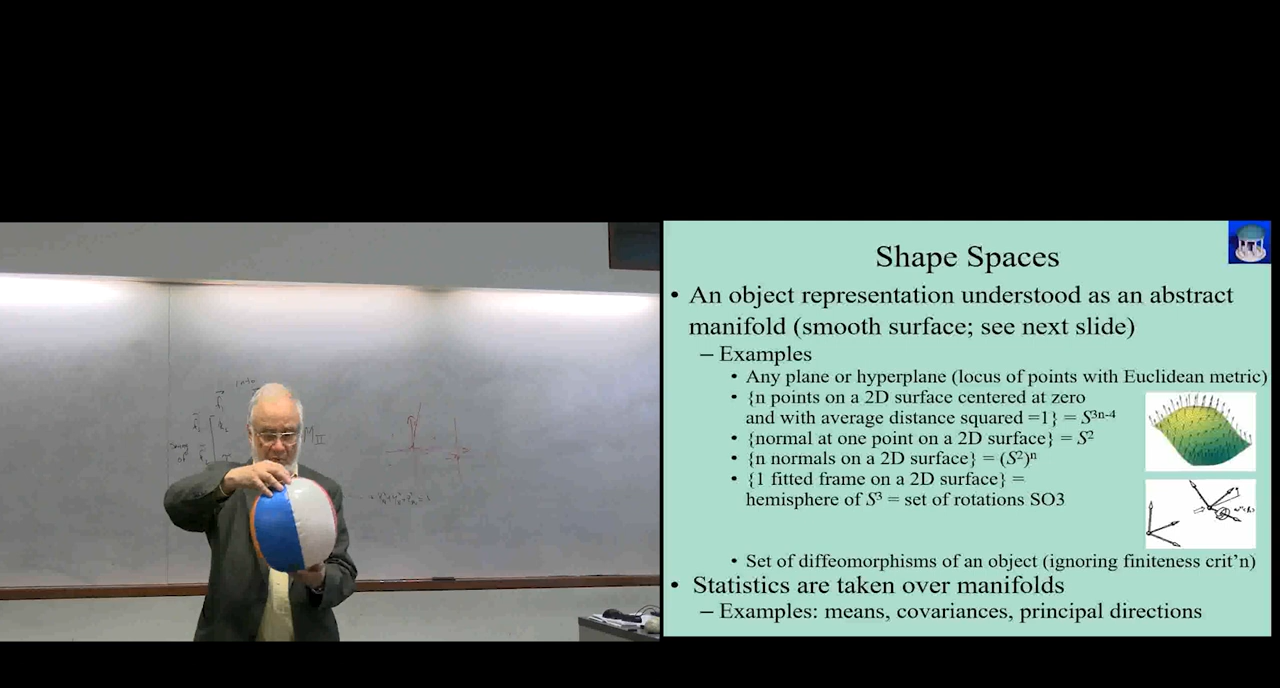 Shape Spaces
• An object representation understood as an abstract
manifold (smooth surface; see next slide)
– Examples
• Any plane or hyperplane (locus of points with Euclidean metric)
• {n points on a 2D surface centered at zero
and with average distance squared =1} = S³ⁿ⁻⁴
• {normal at one point on a 2D surface} = S²
• {n normals on a 2D surface} = (S²)ⁿ
• {1 fitted frame on a 2D surface} =
hemisphere of S³ = set of rotations SO3
• Set of diffeomorphisms of an object (ignoring finiteness crit'n)
• Statistics are taken over manifolds
– Examples: means, covariances, principal directions